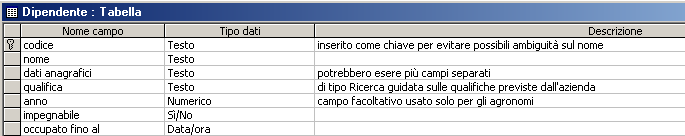 Dipendente : Tabella
Nome campo Tipo dati Descrizione
codice Testo inserito come chiave per evitare possibili ambiguità sul nome
nome Testo
dati anagrafici Testo potrebbero esere più campi separati
qualifica Testo di tipo Ricerca guidata sulle qualifiche previste dall'azienda
anno Numerico campo facoltativo usato solo per gli agronomi
impegnabile Sì/No
occupato fino al Data/ora